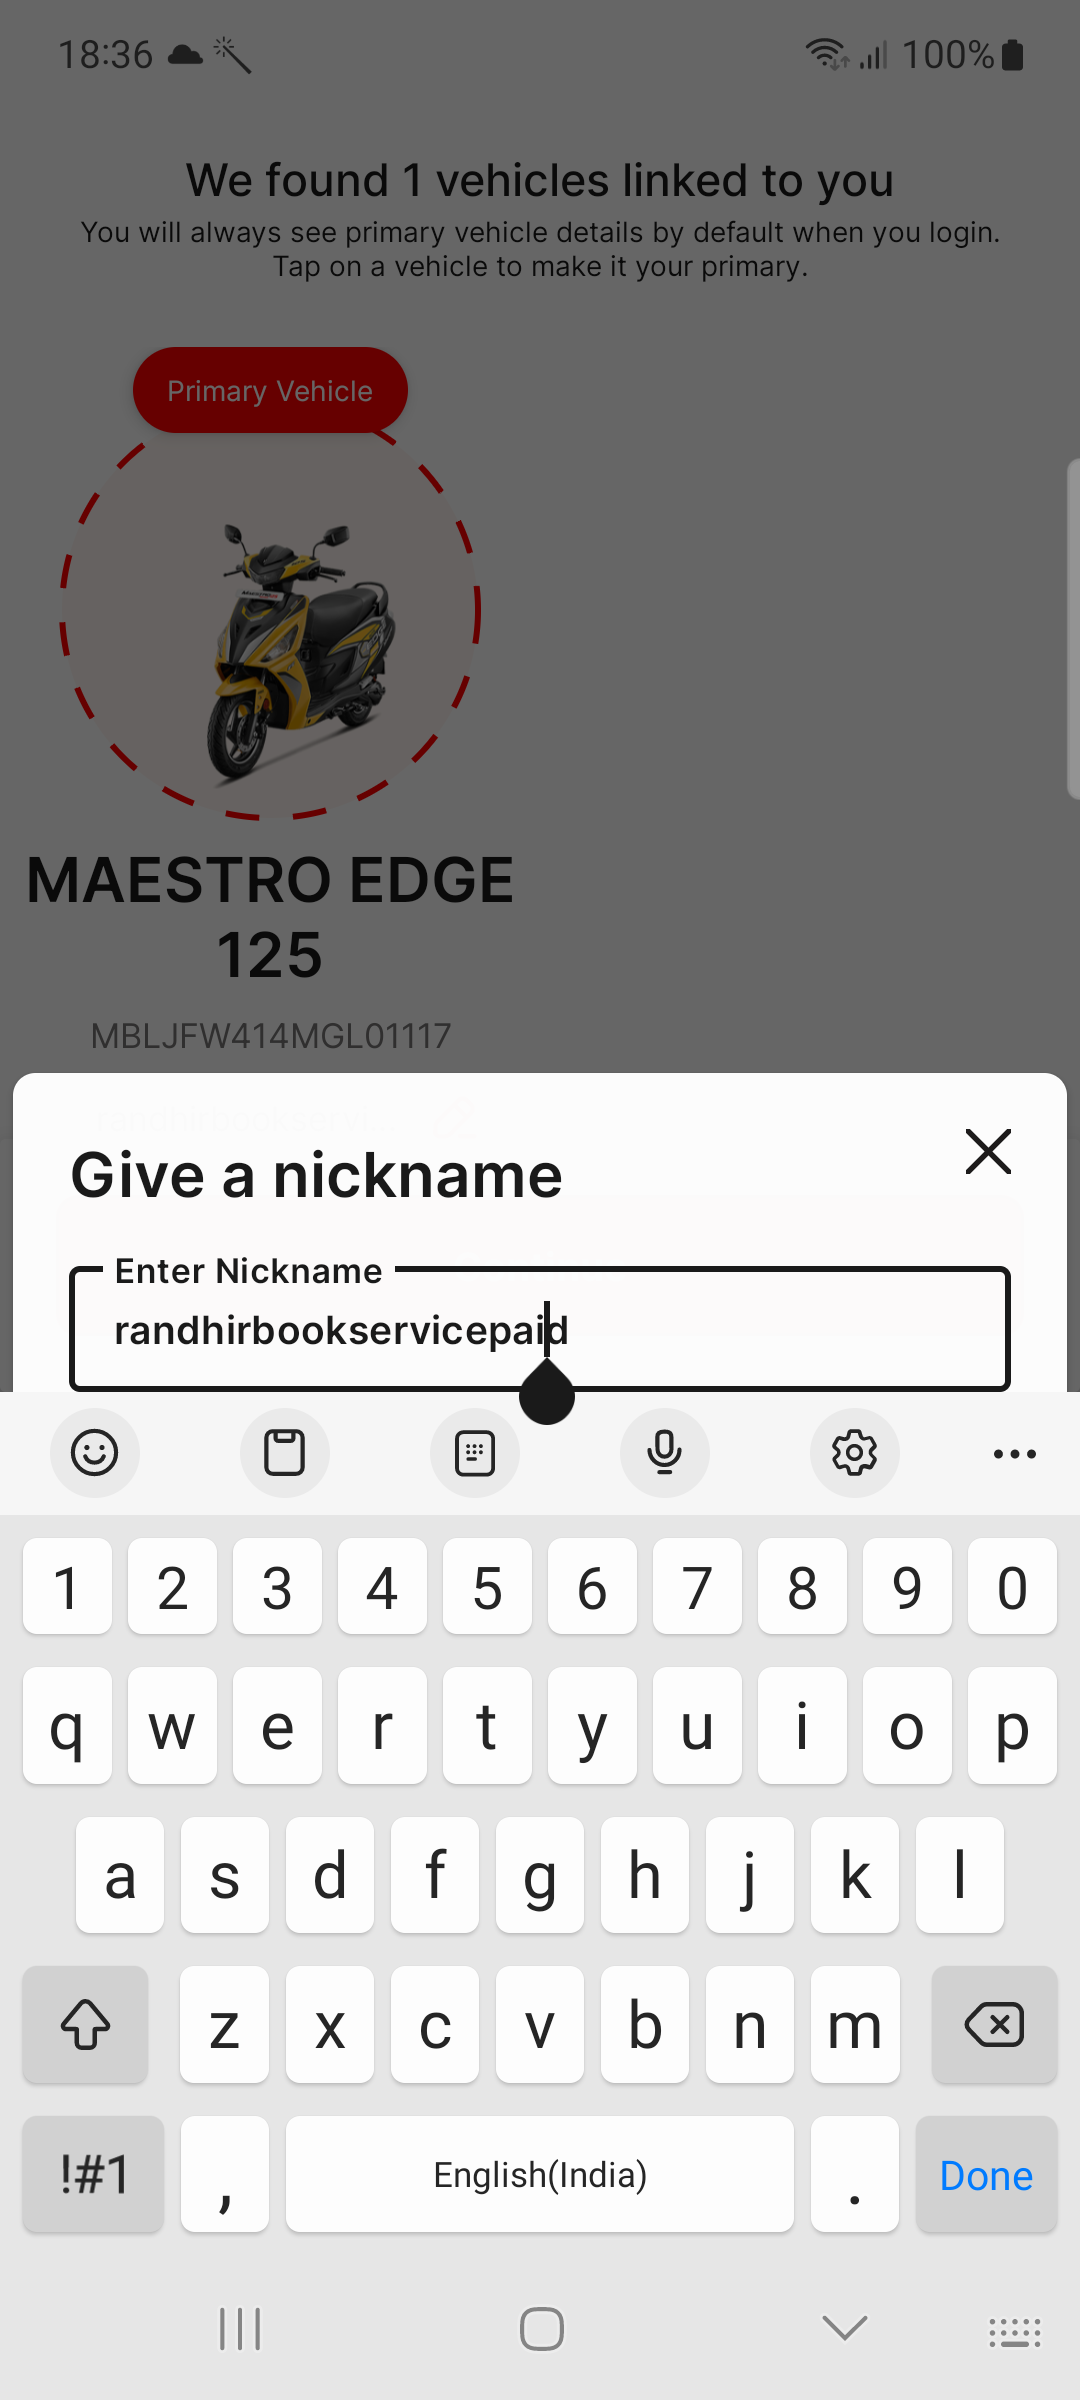 18:36 100%
We found 1 vehicles linked to you
You will always see primary vehicle details by default when you login.
Tap on a vehicle to make it your primary.
Primary Vehicle
MAESTRO EDGE
125
MBLJFW414MGL01117
Give a nickname
Enter Nickname
randhirbookservicepaid
1 2 3 4 5 6 7 8 9 0
q w e r t y u i o p
a s d f g h j k l
z x c v b n m
!#1 , English(India) . Done